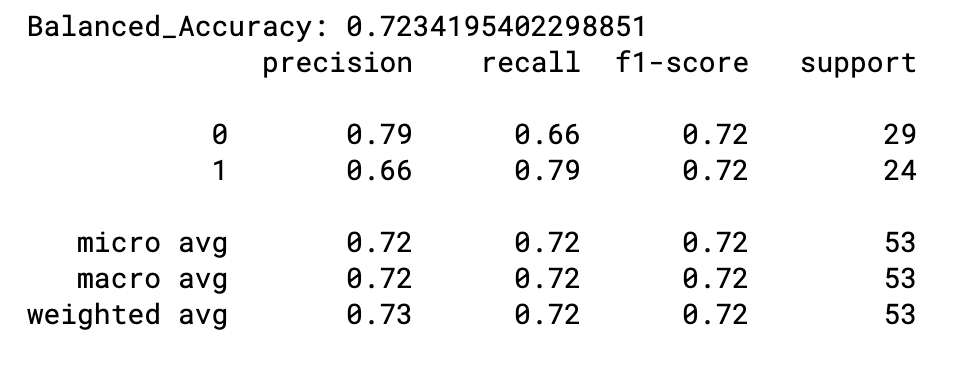 Balanced_Accuracy: 0.7234195402298851
precision recall f1-score support
0 0.79 0.66 0.72 29
1 0.66 0.79 0.72 24
micro avg 0.72 0.72 0.72 53
macro avg 0.72 0.72 0.72 53
weighted avg 0.73 0.72 0.72 53